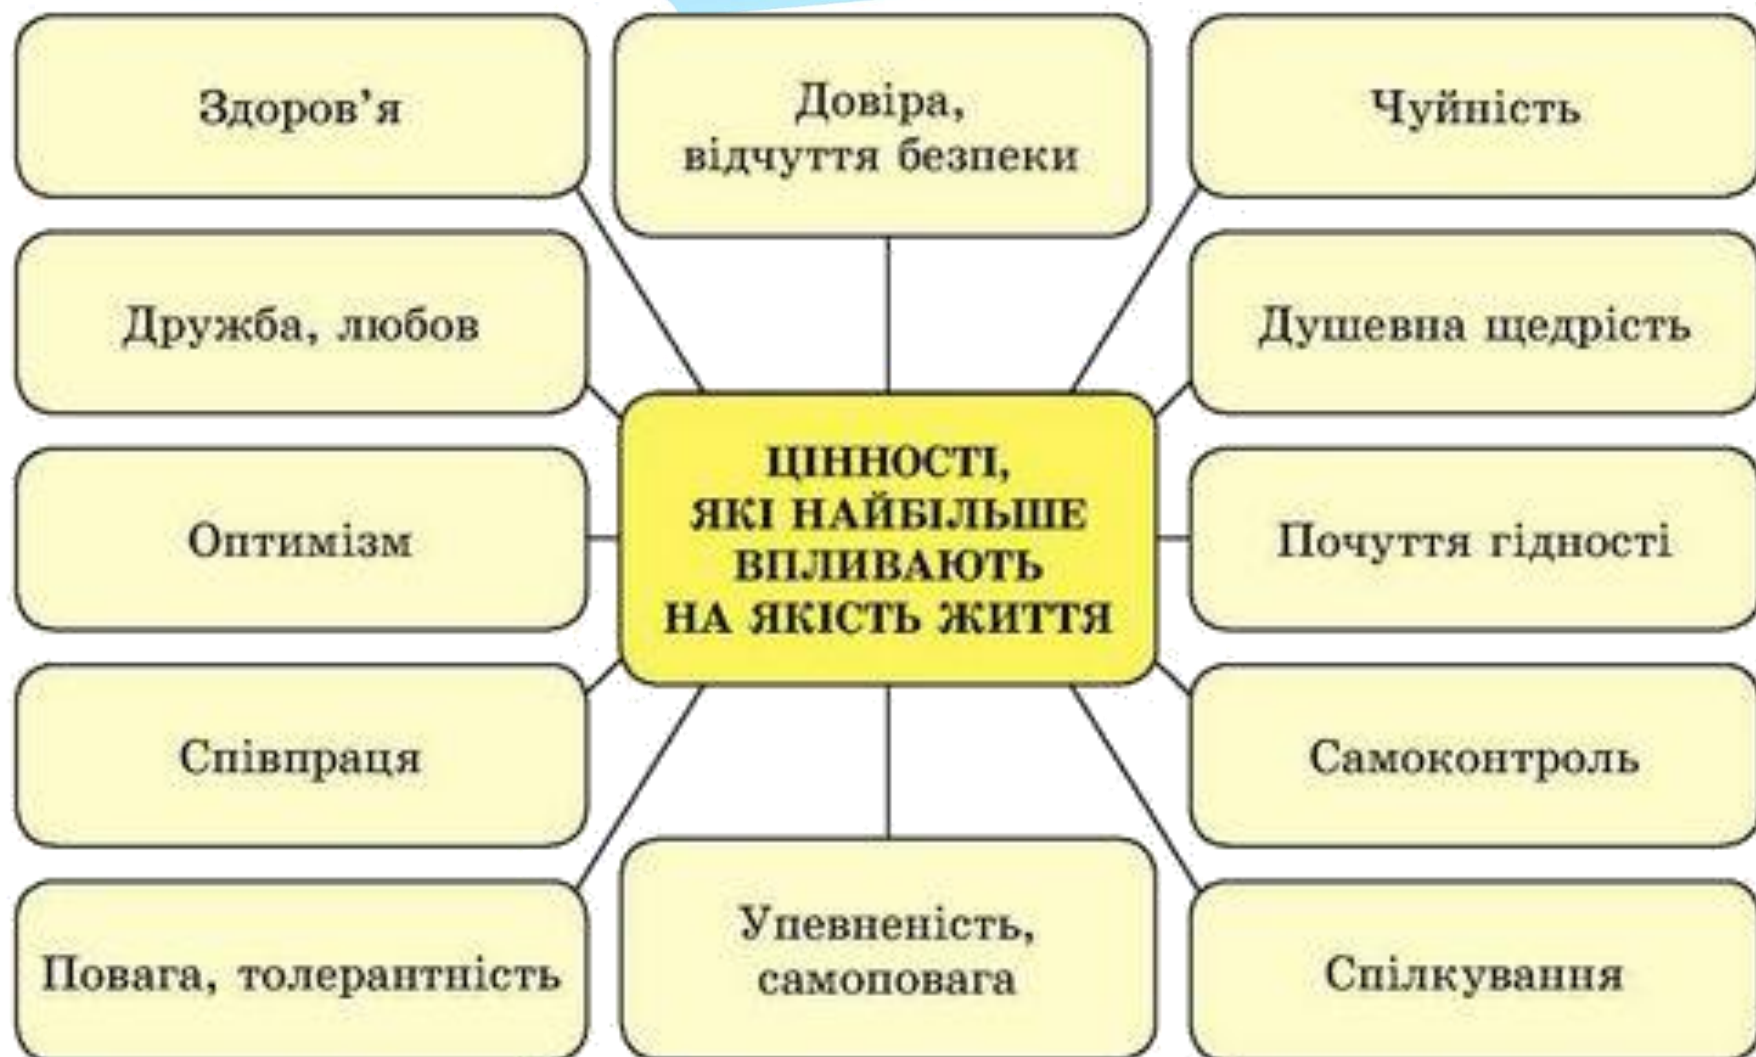 Здоров’я
Довіра,
відчуття безпеки
Чуйність
Дружба, любов
Душевна щедрість
ЦІННОСТІ,
ЯКІ НАЙБІЛЬШЕ
ВПЛИВАЮТЬ
НА ЯКІСТЬ ЖИТТЯ
Оптимізм
Почуття гідності
Співпраця
Самоконтроль
Повага, толерантність
Упевненість,
самоповага
Спілкування